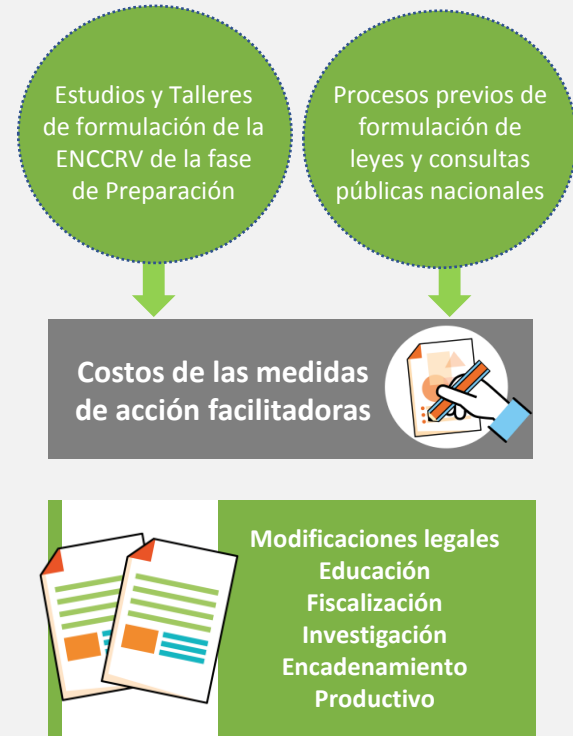 Estudios y Talleres
de formulación de la
ENCCRV de la fase
de Preparación
Procesos previos de
formulación de
leyes y consultas
públicas nacionales
Costos de las medidas
de acción facilitadoras
Modificaciones legales
Educación
Fiscalización
Investigación
Encadenamiento
Productivo